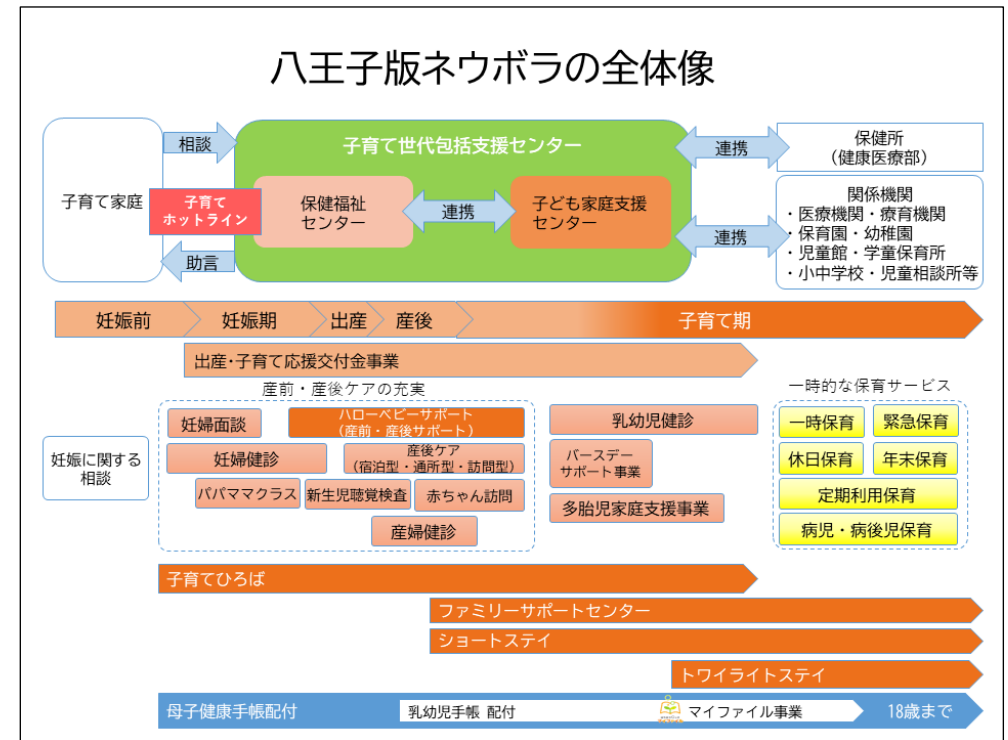 八王子版ネウボラの全体像
子育て家庭
相談
子育て
ホットライン
助言
子育て世代包括支援センター
保健福祉
センター
連携
子ども家庭支援
センター
連携
保健所
（健康医療部）
連携
関係機関
・医療機関・療育機関
・保育園・幼稚園
・児童館・学童保育所
・小中学校・児童相談所等
妊娠前
妊娠期
出産
産後
子育て期
出産・子育て応援交付金事業
産前・産後ケアの充実
一時的な保育サービス
妊娠に関する
相談
妊婦面談
ハローベビーサポート
（産前・産後サポート）
妊婦健診
産後ケア
（宿泊型・通所型・訪問型）
パパママクラス
新生児聴覚検査
赤ちゃん訪問
産婦健診
乳幼児健診
バースデー
サポート事業
多胎児家庭支援事業
一時保育
緊急保育
休日保育
年末保育
定期利用保育
病児・病後児保育
子育てひろば
ファミリーサポートセンター
ショートステイ
トワイライトステイ
母子健康手帳配付
乳幼児手帳 配付
マイファイル事業
18歳まで